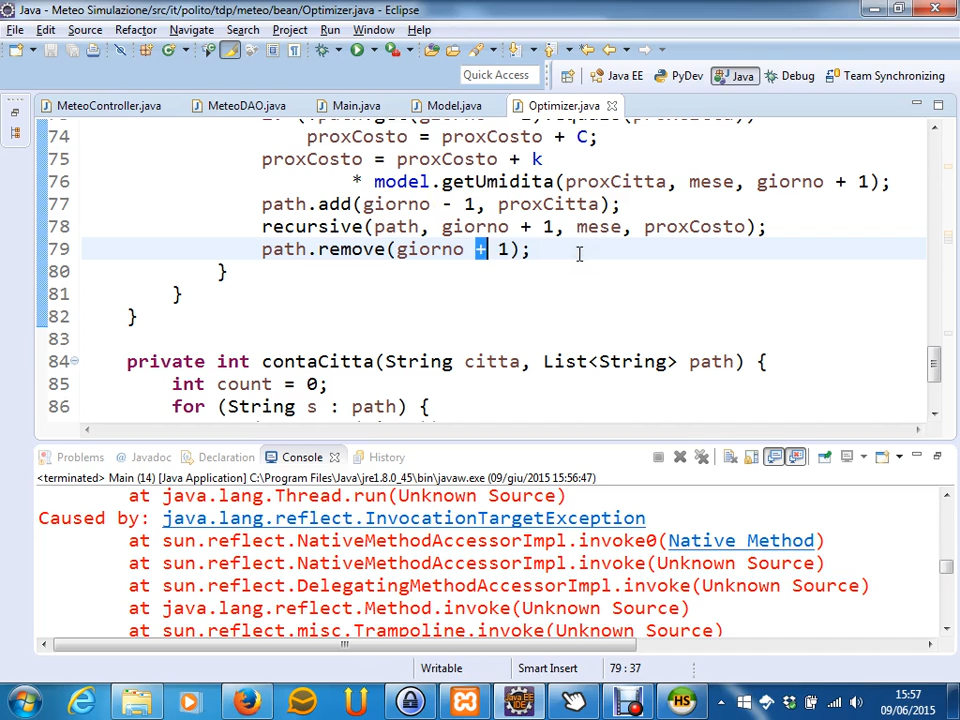 Java - Meteo Simulazione/src/it/polito/tdp/meteo/bean/Optimizer.java - Eclipse
File Edit Source Refactor Navigate Search Project Run Window Help
Quick Access Java EE PyDev Java Debug Team Synchronizing
MeteoController.java MeteoDAO.java Main.java Model.java Optimizer.java
74 proxCosto = proxCosto + C;
75 proxCosto = proxCosto + k
76 * model.getUmidita(proxCitta, mese, giorno + 1);
77 path.add(giorno - 1, proxCitta);
78 recursive(path, giorno + 1, mese, proxCosto);
79 path.remove(giorno + 1);
80 }
81 }
82 }
83
84 private int contaCitta(String citta, List<String> path) {
85 int count = 0;
86 for (String s : path) {
Problems Javadoc Declaration Console History
<terminated> Main (14) [Java Application] C:\Program Files\Java\jre1.8.0_45\bin\javaw.exe (09/giu/2015 15:56:47)
at java.lang.Thread.run(Unknown Source)
Caused by: java.lang.reflect.InvocationTargetException
at sun.reflect.NativeMethodAccessorImpl.invoke0(Native Method)
at sun.reflect.NativeMethodAccessorImpl.invoke(Unknown Source)
at sun.reflect.DelegatingMethodAccessorImpl.invoke(Unknown Source)
at java.lang.reflect.Method.invoke(Unknown Source)
at sun.reflect.misc.Trampoline.invoke(Unknown Source)
Writable Smart Insert 79 : 37
15:57
09/06/2015